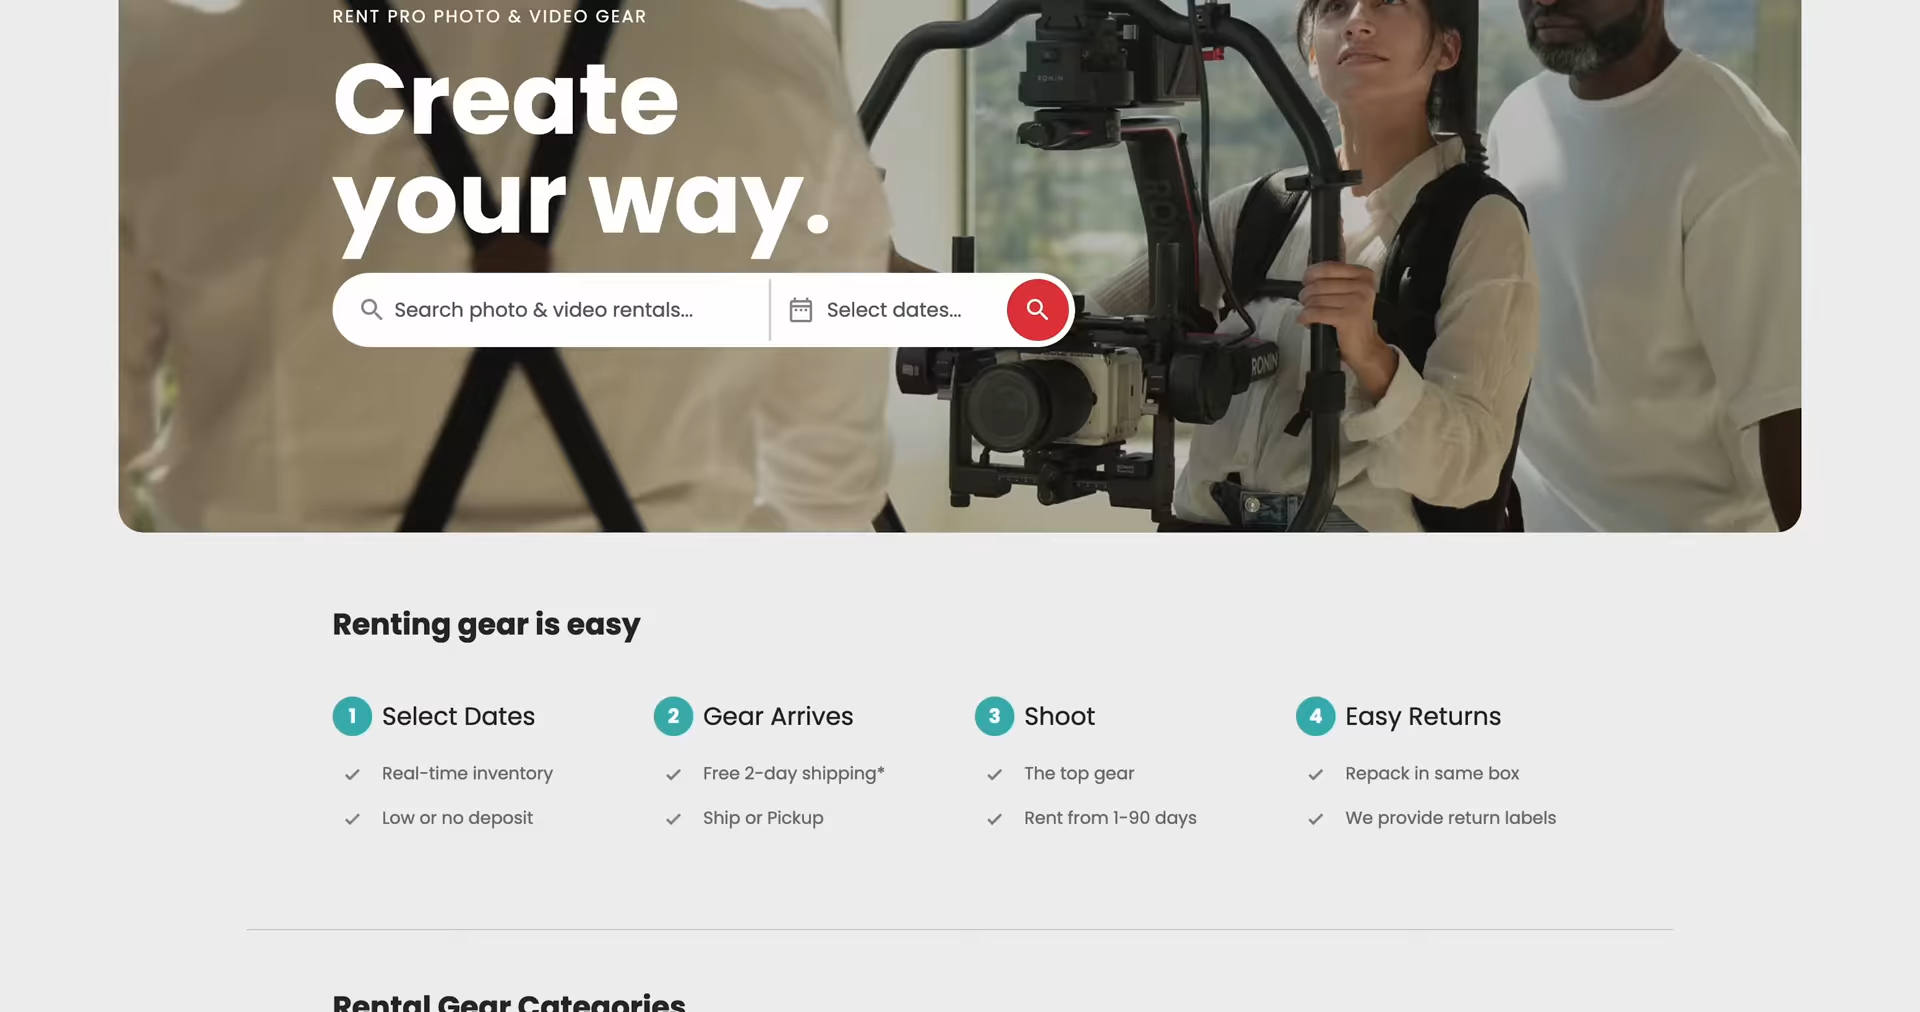 RENT PRO PHOTO & VIDEO GEAR
Create
your way.
Search photo & video rentals...
Select dates...
RONIN
RONIN
Renting gear is easy
1 Select Dates
Real-time inventory
Low or no deposit
2 Gear Arrives
Free 2-day shipping*
Ship or Pickup
3 Shoot
The top gear
Rent from 1-90 days
4 Easy Returns
Repack in same box
We provide return labels
Rental Gear Categories